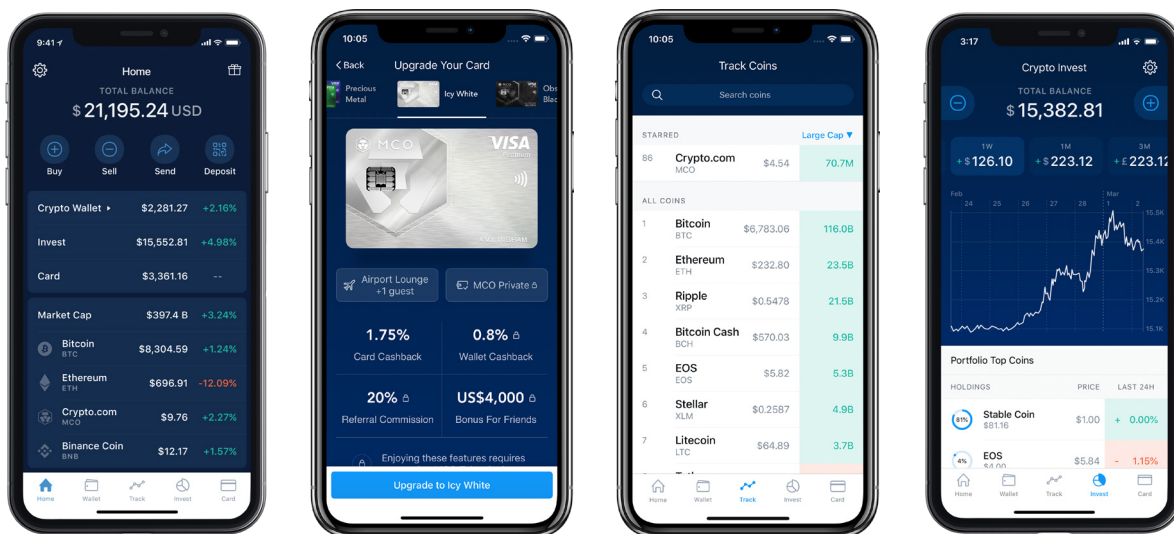 9:41
Home
TOTAL BALANCE
$ 21,195.24 USD
Buy Sell Send Deposit
Crypto Wallet ▸ $2,281.27 +2.16%
Invest $15,552.81 +4.98%
Card $3,361.16 --
Market Cap $397.4 B +3.24%
Bitcoin $8,304.59 +1.24%
BTC
Ethereum $696.91 -12.09%
ETH
Crypto.com $9.76 +2.27%
MCO
Binance Coin $12.17 +1.57%
BNB
Home Wallet Track Invest Card
10:05
< Back Upgrade Your Card
Precious Metal
Icy White
Obs
Blac
MCO VISA
Airport Lounge
+1 guest
MCO Private
1.75% 0.8%
Card Cashback Wallet Cashback
20% US$4,000
Referral Commission Bonus For Friends
Enjoying these features requires
Upgrade to Icy White
10:05
Track Coins
Search coins
STARRED Large Cap ▼
86 Crypto.com $4.54 70.7M
MCO
ALL COINS
1 Bitcoin $6,783.06 116.0B
BTC
2 Ethereum $232.80 23.5B
ETH
3 Ripple $0.5478 21.5B
XRP
4 Bitcoin Cash $570.03 9.9B
BCH
5 EOS $5.82 5.3B
EOS
6 Stellar $0.2587 4.9B
XLM
7 Litecoin $64.89 3.7B
LTC
Home Wallet Track Invest Card
3:17
Crypto Invest
TOTAL BALANCE
$ 15,382.81
1W 1M 3M
+ $ 126.10 + $ 223.12 + £ 223.12
Feb Mar
24 25 26 27 28 1 2
15.5K
15.4K
15.3K
15.2K
15.1K
Portfolio Top Coins
HOLDINGS PRICE LAST 24H
81% Stable Coin $1.00 + 0.00%
$81.16
4% EOS $5.84 - 1.15%
$4.00
Home Wallet Track Invest Card